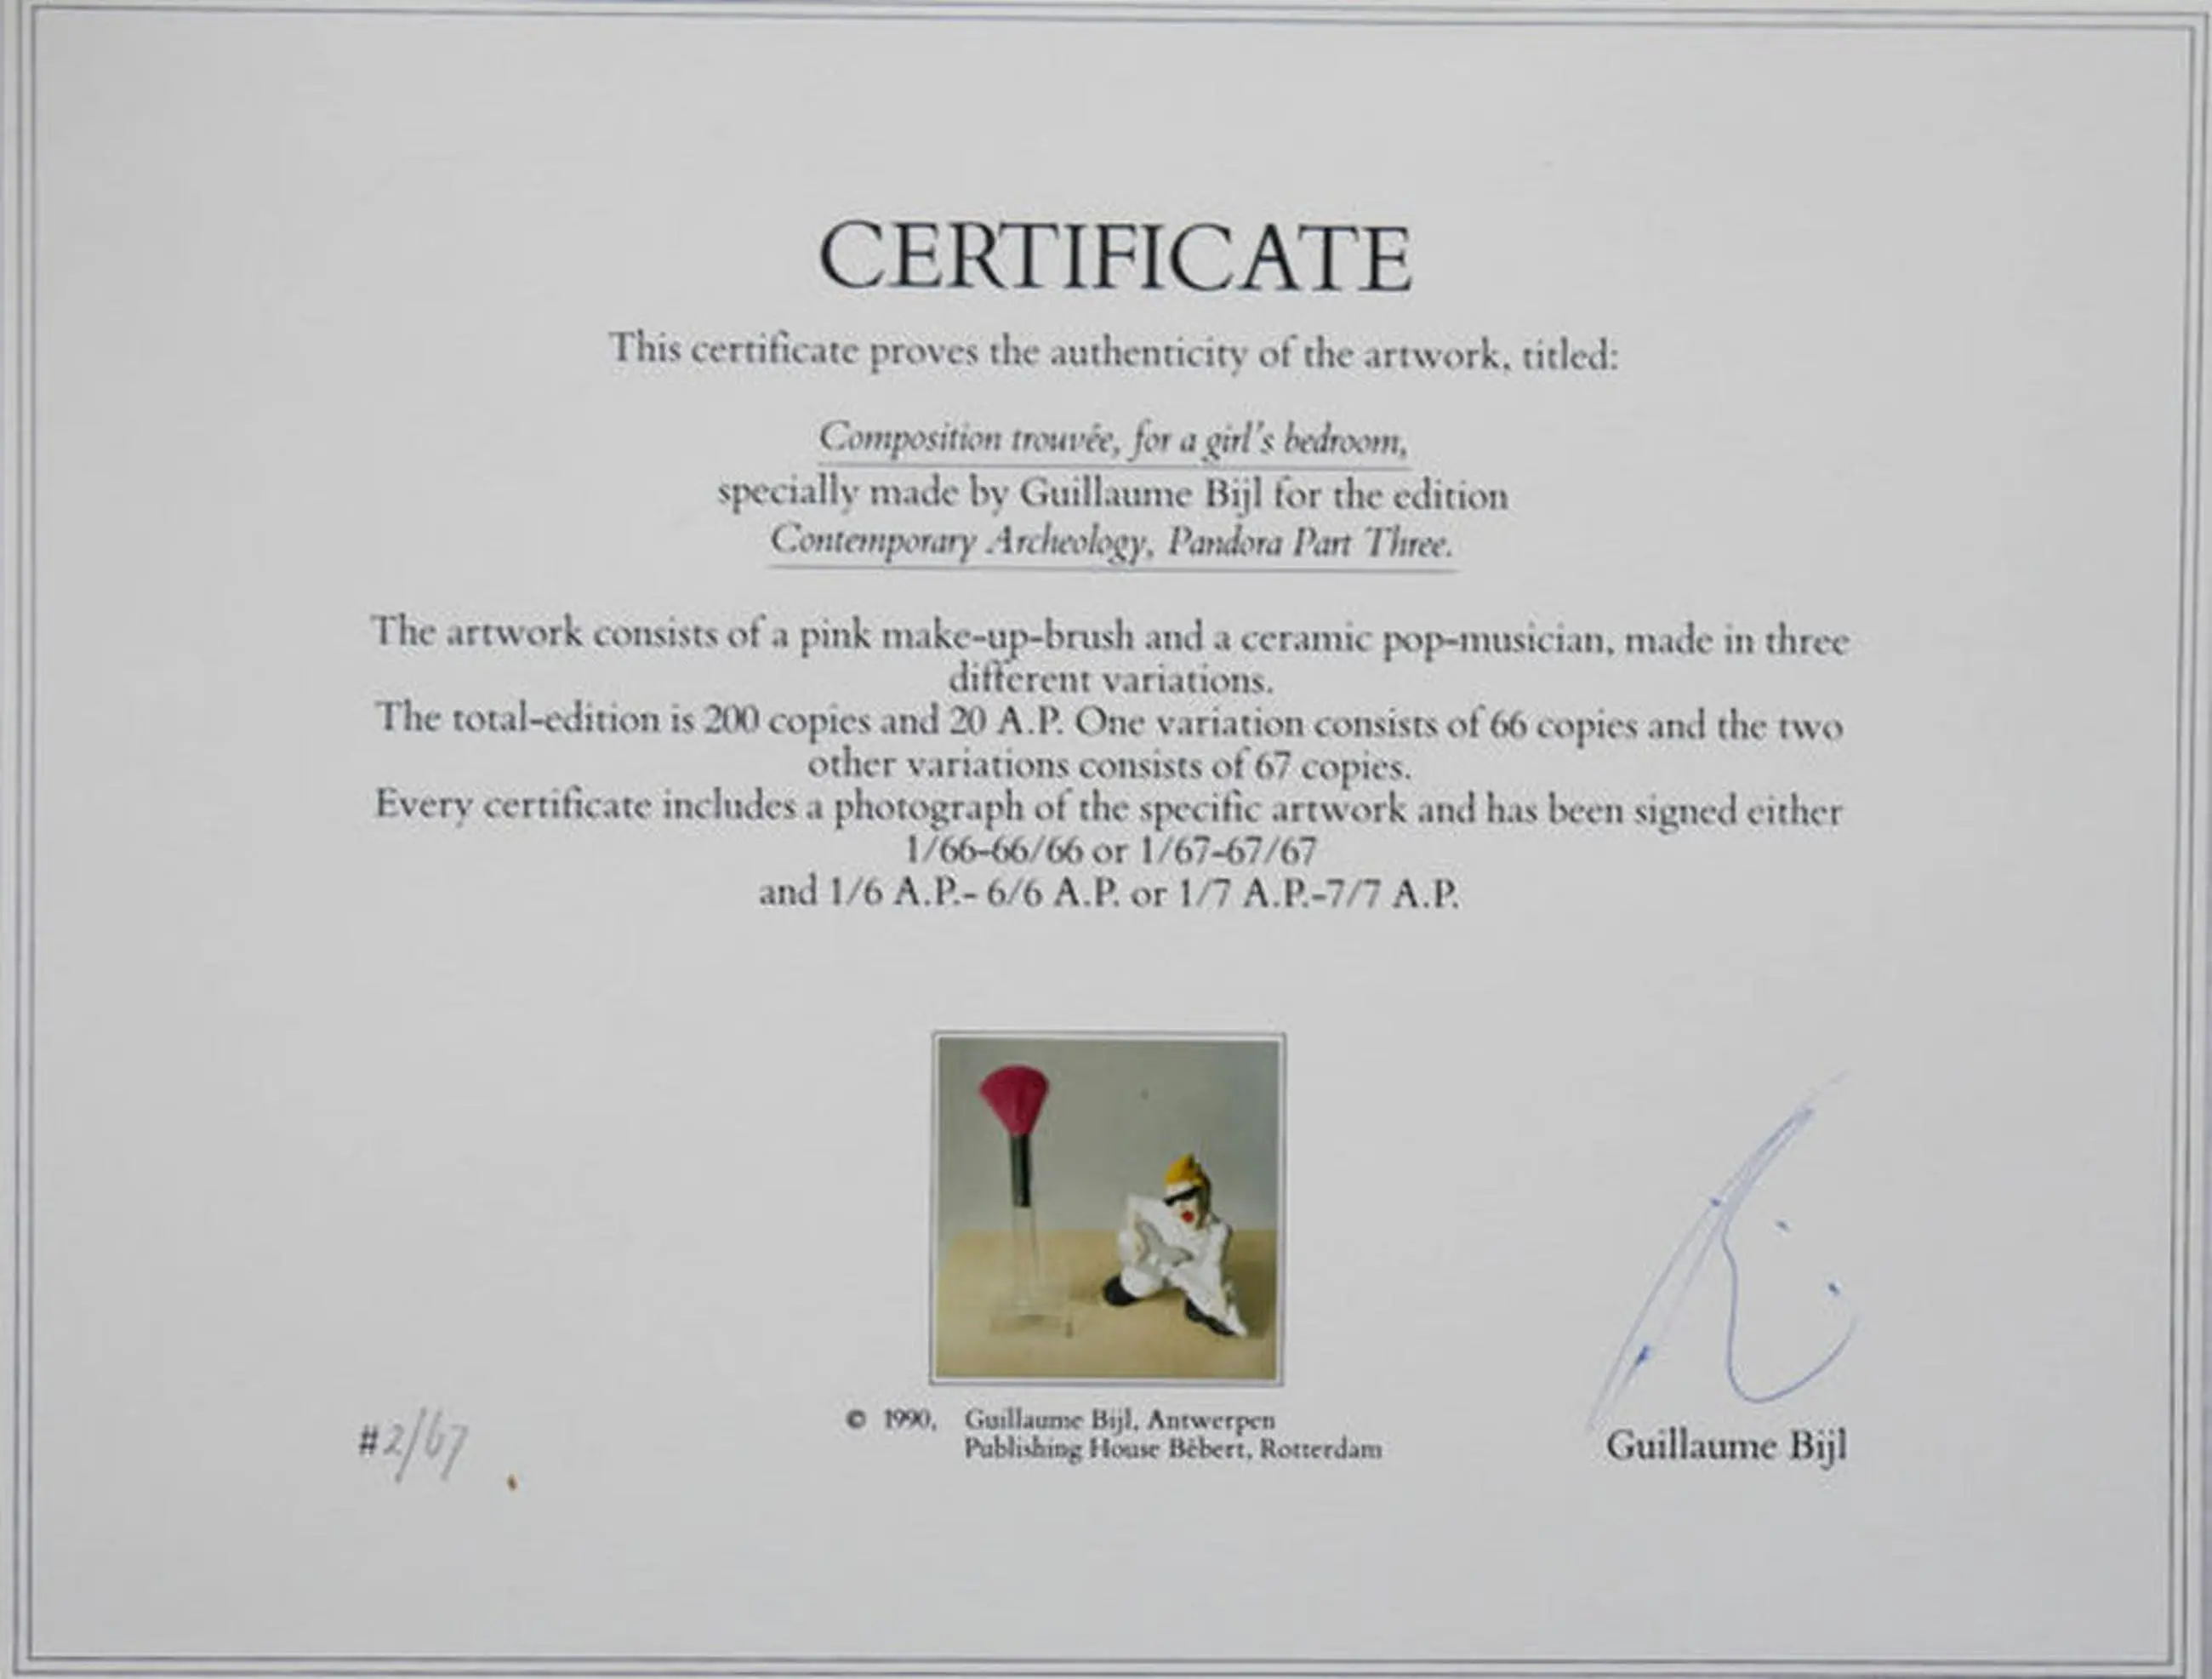 CERTIFICATE
This certificate proves the authenticity of the artwork, titled:
Composition trouvée, for a girl's bedroom,
specially made by Guillaume Bijl for the edition
Contemporary Archeology, Pandora Part Three.
The artwork consists of a pink make-up-brush and a ceramic pop-musician, made in three
different variations.
The total-edition is 200 copies and 20 A.P. One variation consists of 66 copies and the two
other variations consists of 67 copies.
Every certificate includes a photograph of the specific artwork and has been signed either
1/66-66/66 or 1/67-67/67
and 1/6 A.P.- 6/6 A.P. or 1/7 A.P.-7/7 A.P.
#2/67
© 1990, Guillaume Bijl, Antwerpen
Publishing House Bèbert, Rotterdam
Guillaume Bijl